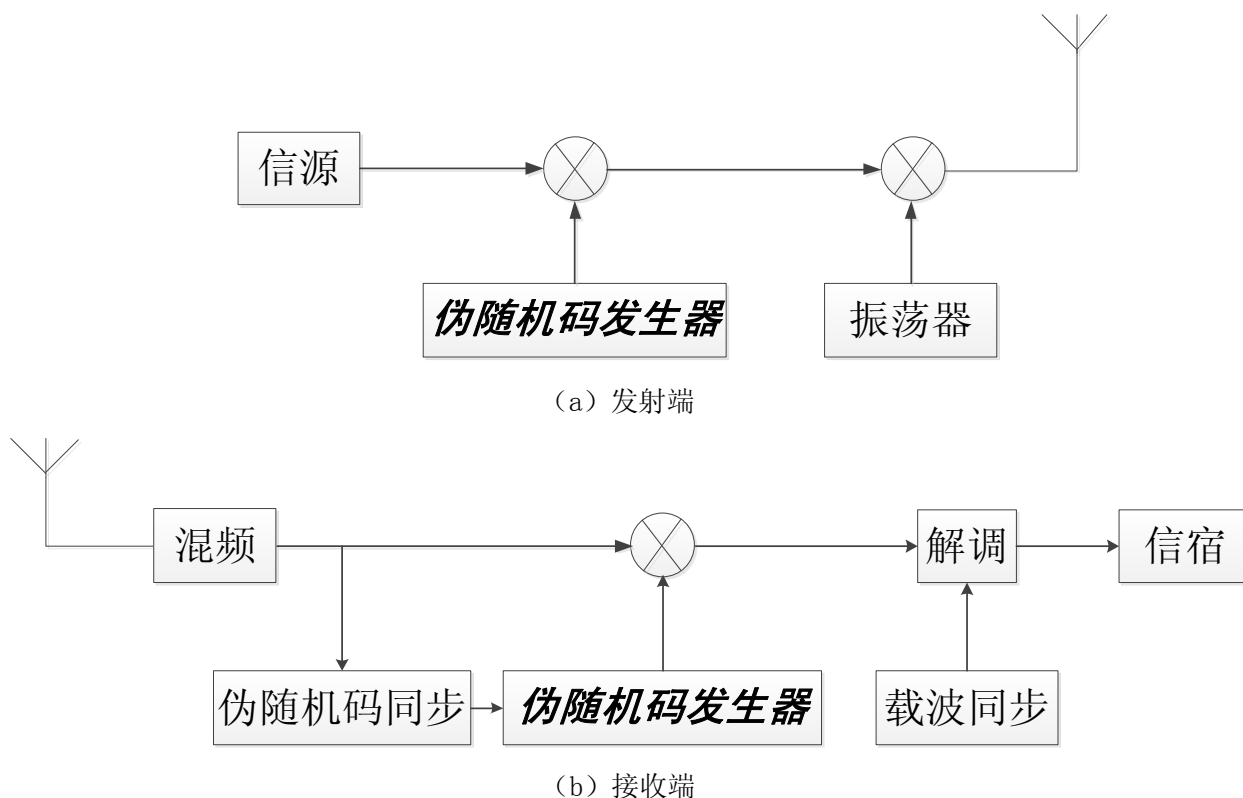 信源
伪随机码发生器
振荡器
（a）发射端
混频
解调
信宿
伪随机码同步
伪随机码发生器
载波同步
（b）接收端